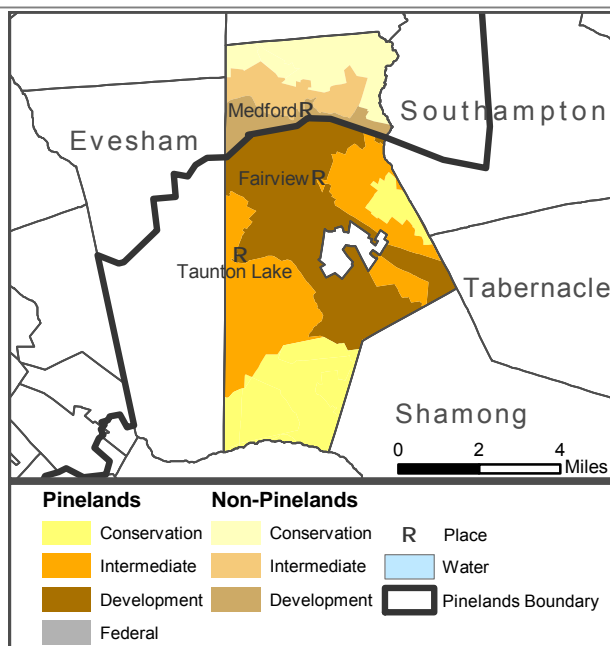 Medford R
Southampton
Evesham
Fairview R
R
Taunton Lake
Tabernacle
Shamong
0 2 4
Miles
Pinelands Non-Pinelands
Conservation Conservation R Place
Intermediate Intermediate Water
Development Development Pinelands Boundary
Federal